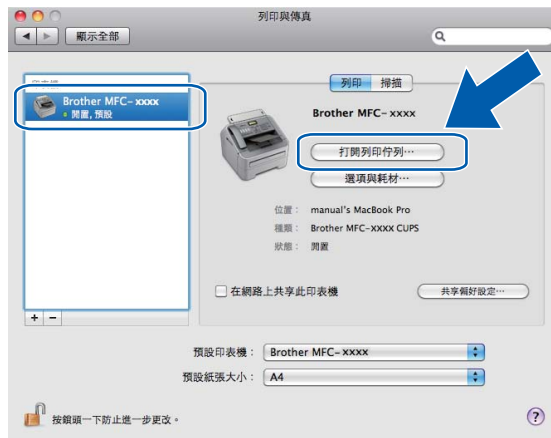 列印與傳真
顯示全部
列印 掃描
Brother MFC- xxxx
閒置, 預設
Brother MFC- xxxx
打開列印佇列…
選項與耗材…
位置： manual's MacBook Pro
種類： Brother MFC-XXXX CUPS
狀態： 閒置
在網路上共享此印表機
共享偏好設定…
+ −
預設印表機： Brother MFC- xxxx
預設紙張大小： A4
按鎖頭一下防止進一步更改。
?